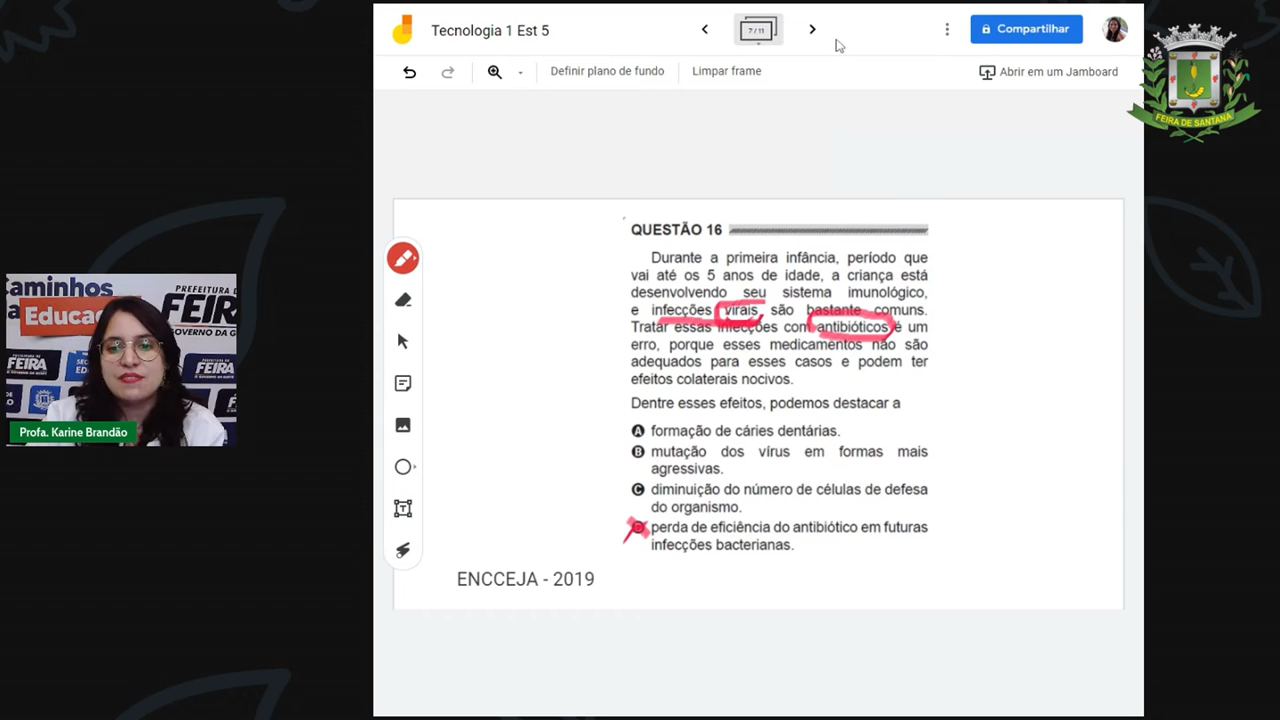 Tecnologia 1 Est 5
7 / 11
Compartilhar
Definir plano de fundo
Limpar frame
Abrir em um Jamboard
FEIRA DE SANTANA
QUESTÃO 16
Durante a primeira infância, período que
vai até os 5 anos de idade, a criança está
desenvolvendo seu sistema imunológico,
e infecções virais são bastante comuns.
Tratar essas infecções com antibióticos é um
erro, porque esses medicamentos não são
adequados para esses casos e podem ter
efeitos colaterais nocivos.
Dentre esses efeitos, podemos destacar a
A formação de cáries dentárias.
B mutação dos vírus em formas mais
agressivas.
C diminuição do número de células de defesa
do organismo.
perda de eficiência do antibiótico em futuras
infecções bacterianas.
ENCCEJA - 2019
Caminhos
Educa
PREFEITURA
FEIRA
GOVERNO DA G
FEIRA
FEIRA
Profa. Karine Brandão